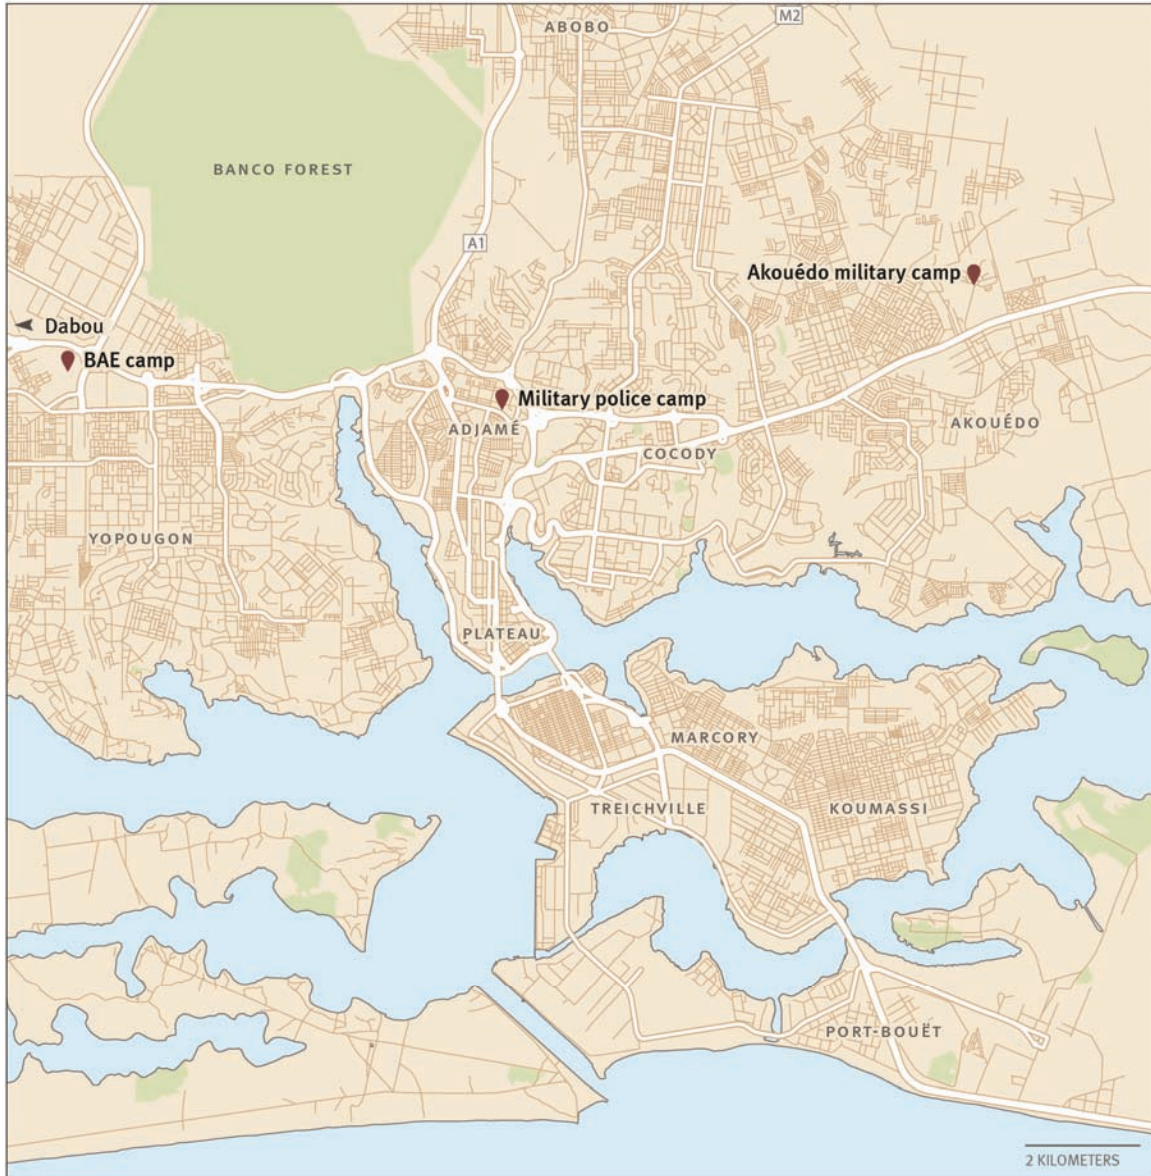 ABOBO
M2
BANCO FOREST
A1
Akouédo military camp
Dabou
BAE camp
Military police camp
ADJAMÉ
AKOUÉDO
COCODY
YOPOUGON
PLATEAU
MARCORY
TREICHVILLE
KOUMASSI
PORT-BOUËT
2 KILOMETERS